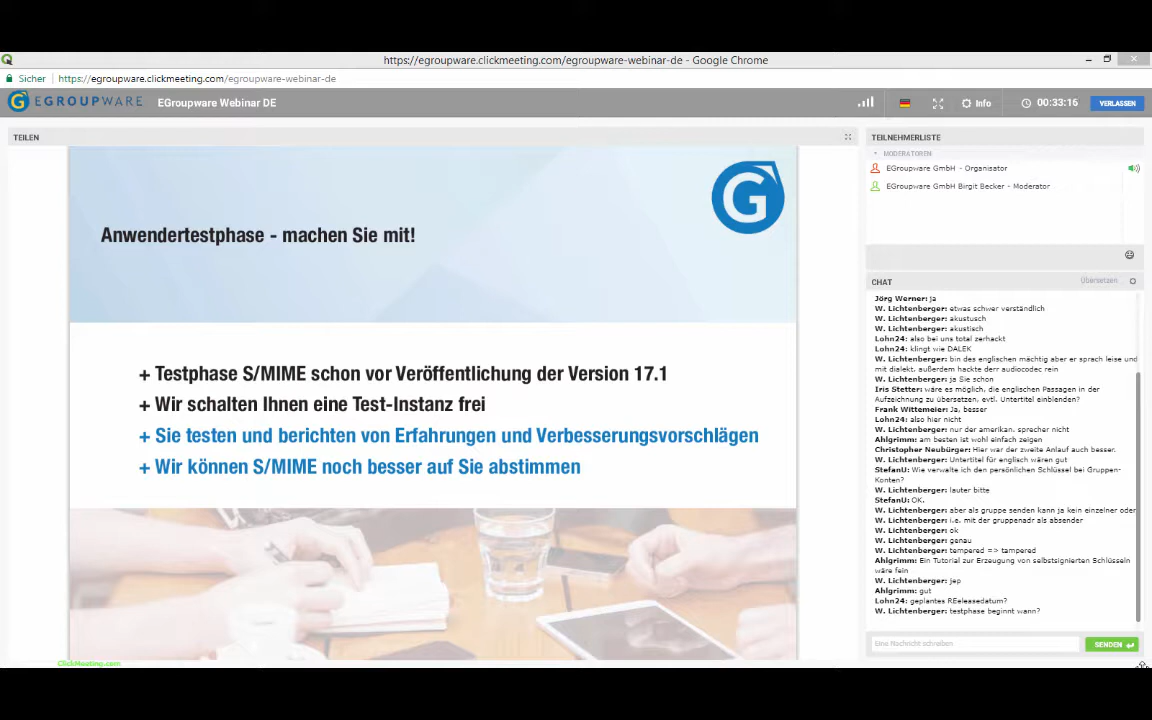 https://egroupware.clickmeeting.com/egroupware-webinar-de - Google Chrome
Sicher https://egroupware.clickmeeting.com/egroupware-webinar-de
EGROUPWARE EGroupware Webinar DE Info 00:33:16 VERLASSEN
TEILEN
G
Anwendertestphase - machen Sie mit!
+ Testphase S/MIME schon vor Veröffentlichung der Version 17.1
+ Wir schalten Ihnen eine Test-Instanz frei
+ Sie testen und berichten von Erfahrungen und Verbesserungsvorschlägen
+ Wir können S/MIME noch besser auf Sie abstimmen
ClickMeeting.com
TEILNEHMERLISTE
MODERATOREN
EGroupware GmbH - Organisator
EGroupware GmbH Birgit Becker - Moderator
CHAT Übersetzen
Jörg Werner: ja
W. Lichtenberger: etwas schwer verständlich
W. Lichtenberger: akustusch
W. Lichtenberger: akustisch
Lohn24: also bei uns total zerhackt
Lohn24: klingt wie DALEK
W. Lichtenberger: bin des englischen mächtig aber er sprach leise und
mit dialekt, außerdem hackte derr audiocodec rein
W. Lichtenberger: ja Sie schon
Iris Stetter: wäre es möglich, die englischen Passagen in der
Aufzeichnung zu übersetzen, evtl. Untertitel einblenden?
Frank Wittemeier: Ja, besser
Lohn24: also hier nicht
W. Lichtenberger: nur der amerikan. sprecher nicht
Ahlgrimm: am besten ist wohl einfach zeigen
Christopher Neubürger: Hier war der zweite Anlauf auch besser.
W. Lichtenberger: Untertitel für englisch wären gut
StefanU: Wie verwalte ich den persönlichen Schlüssel bei Gruppen-
Konten?
W. Lichtenberger: lauter bitte
StefanU: OK.
W. Lichtenberger: aber als gruppe senden kann ja kein einzelner oder
W. Lichtenberger: i.e. mit der gruppenadr als absender
W. Lichtenberger: ok
W. Lichtenberger: genau
W. Lichtenberger: tempered => tampered
Ahlgrimm: Ein Tutorial zur Erzeugung von selbstsignierten Schlüsseln
wäre fein
W. Lichtenberger: jep
Ahlgrimm: gut
Lohn24: geplantes REeleasedatum?
W. Lichtenberger: testphase beginnt wann?
Eine Nachricht schreiben SENDEN